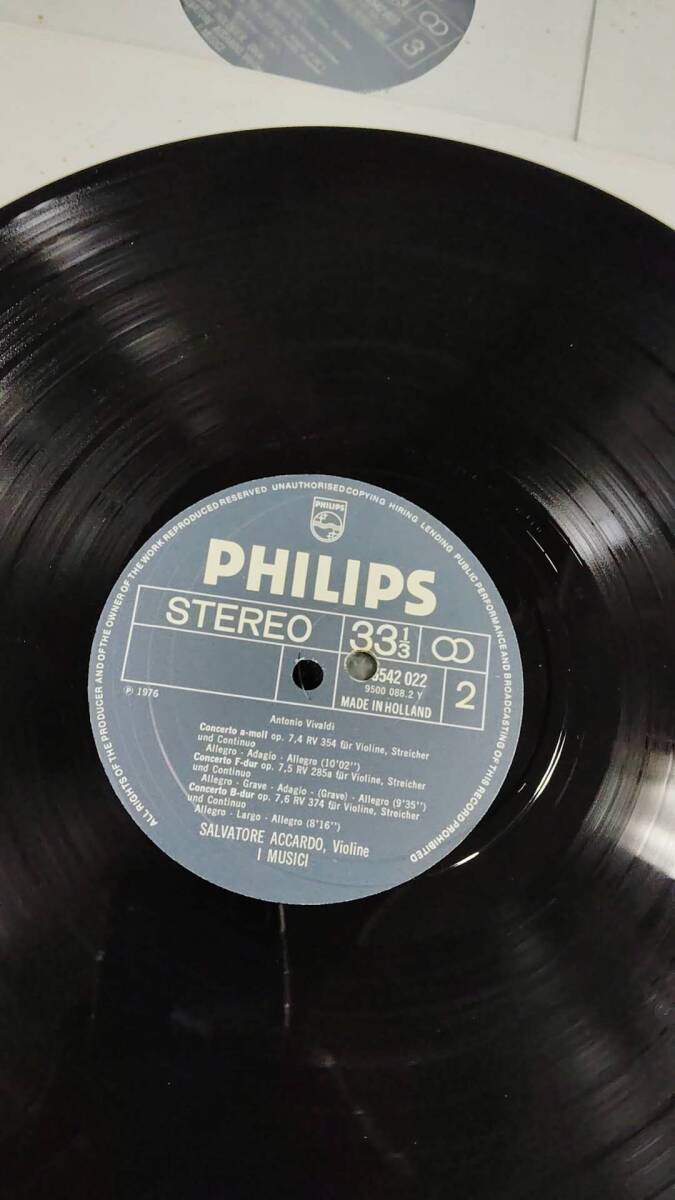 3
ALL RIGHTS OF THE PRODUCER AND OF THE OWNER OF THE WORK REPRODUCED RESERVED UNAUTHORISED COPYING HIRING LENDING PUBLIC PERFORMANCE AND BROADCASTING OF THIS RECORD PROHIBITED
PHILIPS
PHILIPS
STEREO 33 1/3
542 022
9500 088.2 Y
MADE IN HOLLAND
2
Ⓟ 1976
Antonio Vivaldi
Concerto a-moll op. 7,4 RV 354 für Violine, Streicher
und Continuo
Allegro · Adagio · Allegro (10'02'')
Concerto F-dur op. 7,5 RV 285a für Violine, Streicher
und Continuo
Allegro · Grave · Adagio · (Grave) · Allegro (9'35'')
Concerto B-dur op. 7,6 RV 374 für Violine, Streicher
und Continuo
Allegro · Largo · Allegro (8'16'')
SALVATORE ACCARDO, Violine
I MUSICI